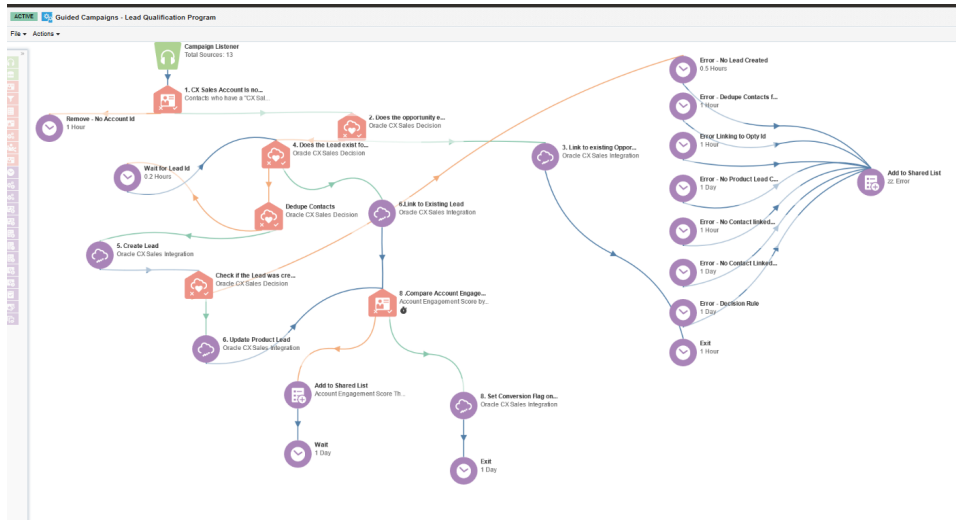 ACTIVE Guided Campaigns - Lead Qualification Program
File Actions
Campaign Listener
Total Sources: 13
1. CX Sales Account is no...
Contacts who have a "CX Sal...
Remove - No Account Id
1 Hour
2. Does the opportunity e...
Oracle CX Sales Decision
4. Does the Lead exist fo...
Oracle CX Sales Decision
3. Link to existing Oppor...
Oracle CX Sales Integration
Wait for Lead Id
0.2 Hours
Dedupe Contacts
Oracle CX Sales Decision
6.Link to Existing Lead
Oracle CX Sales Integration
5. Create Lead
Oracle CX Sales Integration
Check if the Lead was cre...
Oracle CX Sales Decision
8 .Compare Account Engage...
Account Engagement Score by...
6. Update Product Lead
Oracle CX Sales Integration
Add to Shared List
Account Engagement Score Th...
8. Set Conversion Flag on...
Oracle CX Sales Integration
Wait
1 Day
Exit
1 Day
Error - No Lead Created
0.5 Hours
Error - Dedupe Contacts f...
1 Hour
Error Linking to Opty Id
1 Hour
Error - No Product Lead C...
1 Day
Error - No Contact linked...
1 Hour
Error - No Contact Linked...
1 Day
Error - Decision Rule
1 Day
Exit
1 Hour
Add to Shared List
zz. Error